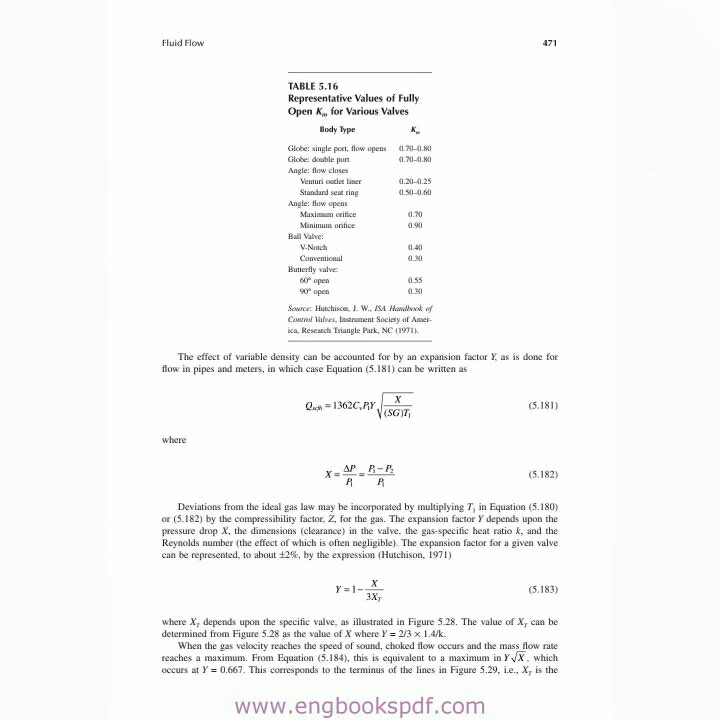 Fluid Flow 471
TABLE 5.16
Representative Values of Fully
Open Km for Various Valves
Body Type Km
Globe: single port, flow opens 0.70–0.80
Globe: double port 0.70–0.80
Angle: flow closes
Venturi outlet liner 0.20–0.25
Standard seat ring 0.50–0.60
Angle: flow opens
Maximum orifice 0.70
Minimum orifice 0.90
Ball Valve:
V-Notch 0.40
Conventional 0.30
Butterfly valve:
60° open 0.55
90° open 0.30
Source: Hutchison, J. W., ISA Handbook of
Control Valves, Instrument Society of Amer-
ica, Research Triangle Park, NC (1971).
The effect of variable density can be accounted for by an expansion factor Y, as is done for
flow in pipes and meters, in which case Equation (5.181) can be written as
Qscfh = 1362CvP1Y√(X/((SG)T1)) (5.181)
where
X = ΔP/P1 = (P1 − P2)/P1 (5.182)
Deviations from the ideal gas law may be incorporated by multiplying T1 in Equation (5.180)
or (5.182) by the compressibility factor, Z, for the gas. The expansion factor Y depends upon the
pressure drop X, the dimensions (clearance) in the valve, the gas-specific heat ratio k, and the
Reynolds number (the effect of which is often negligible). The expansion factor for a given valve
can be represented, to about ±2%, by the expression (Hutchison, 1971)
Y = 1 − X/(3XT) (5.183)
where XT depends upon the specific valve, as illustrated in Figure 5.28. The value of XT can be
determined from Figure 5.28 as the value of X where Y = 2/3 × 1.4/k.
When the gas velocity reaches the speed of sound, choked flow occurs and the mass flow rate
reaches a maximum. From Equation (5.184), this is equivalent to a maximum in Y√X, which
occurs at Y = 0.667. This corresponds to the terminus of the lines in Figure 5.29, i.e., XT is the
www.engbookspdf.com